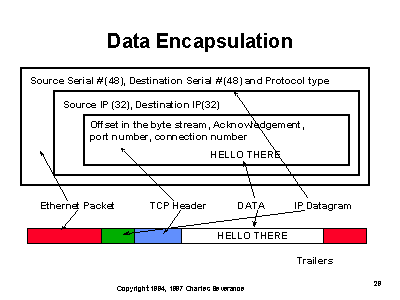 Data Encapsulation
Source Serial #(48), Destination Serial #(48) and Protocol type
Source IP (32), Destination IP(32)
Offset in the byte stream, Acknowledgement,
port number, connection number
HELLO THERE
Ethernet Packet TCP Header DATA IP Datagram
HELLO THERE
Trailers
Copyright 1994, 1997 Charles Severance
29